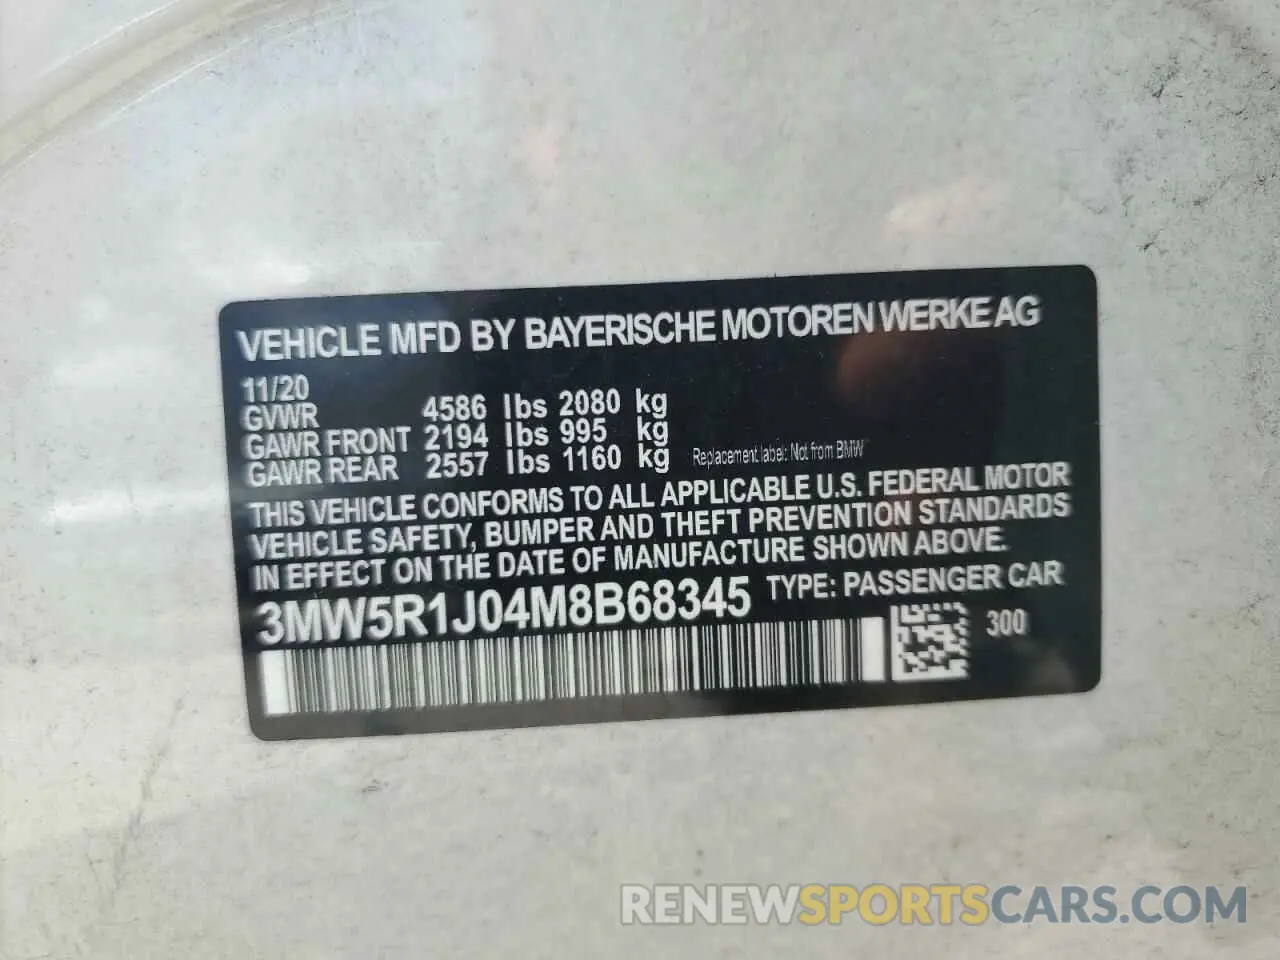 VEHICLE MFD BY BAYERISCHE MOTOREN WERKE AG
11/20
GVWR 4586 lbs 2080 kg
GAWR FRONT 2194 lbs 995 kg
GAWR REAR 2557 lbs 1160 kg
Replacement label: Not from BMW
THIS VEHICLE CONFORMS TO ALL APPLICABLE U.S. FEDERAL MOTOR
VEHICLE SAFETY, BUMPER AND THEFT PREVENTION STANDARDS
IN EFFECT ON THE DATE OF MANUFACTURE SHOWN ABOVE.
3MW5R1J04M8B68345 TYPE: PASSENGER CAR
300
RENEWSPORTSCARS.COM